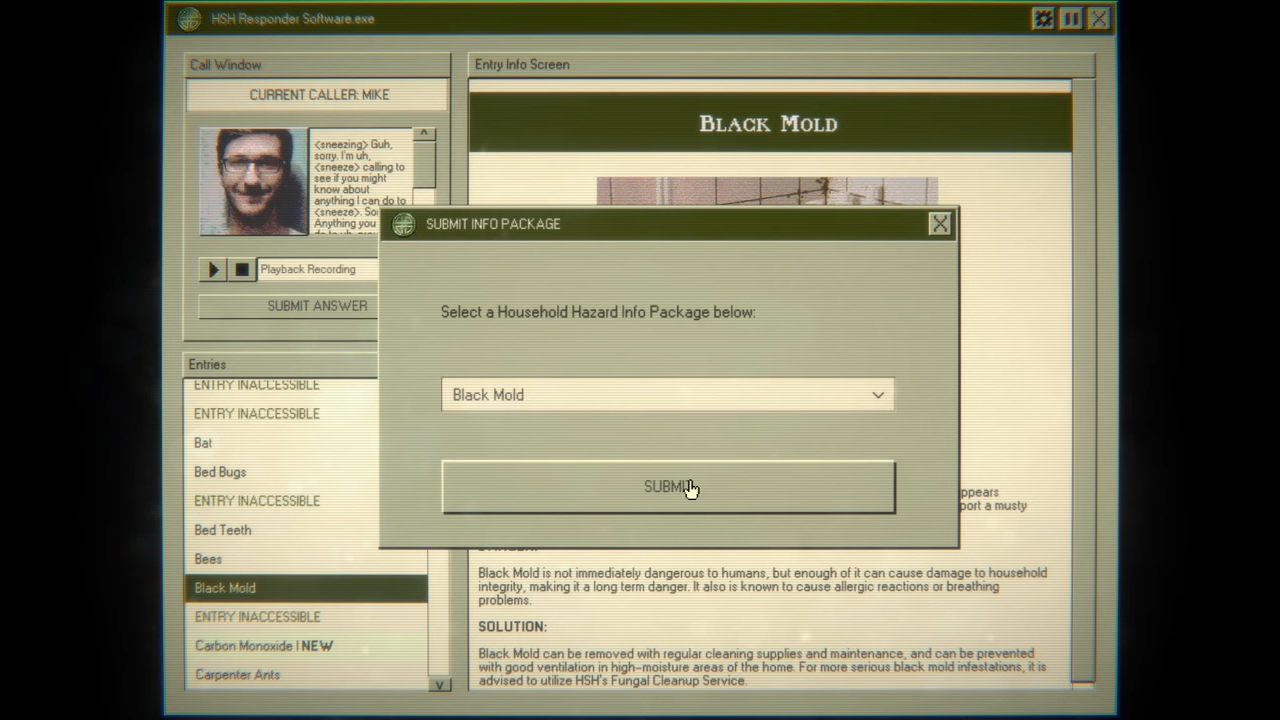 HSH Responder Software.exe
Call Window
CURRENT CALLER: MIKE
<sneezing> Guh,
sorry. I'm uh,
<sneeze> calling to
see if you might
know about
anything I can do to
<sneeze>. So
Anything you
Playback Recording
SUBMIT ANSWER
Entries
ENTRY INACCESSIBLE
ENTRY INACCESSIBLE
Bat
Bed Bugs
ENTRY INACCESSIBLE
Bed Teeth
Bees
Black Mold
ENTRY INACCESSIBLE
Carbon Monoxide | NEW
Carpenter Ants
Entry Info Screen
BLACK MOLD
SUBMIT INFO PACKAGE
Select a Household Hazard Info Package below:
Black Mold
SUBMIT
ppears
port a musty
Black Mold is not immediately dangerous to humans, but enough of it can cause damage to household
integrity, making it a long term danger. It also is known to cause allergic reactions or breathing
problems.
SOLUTION:
Black Mold can be removed with regular cleaning supplies and maintenance, and can be prevented
with good ventilation in high-moisture areas of the home. For more serious black mold infestations, it is
advised to utilize HSH's Fungal Cleanup Service.